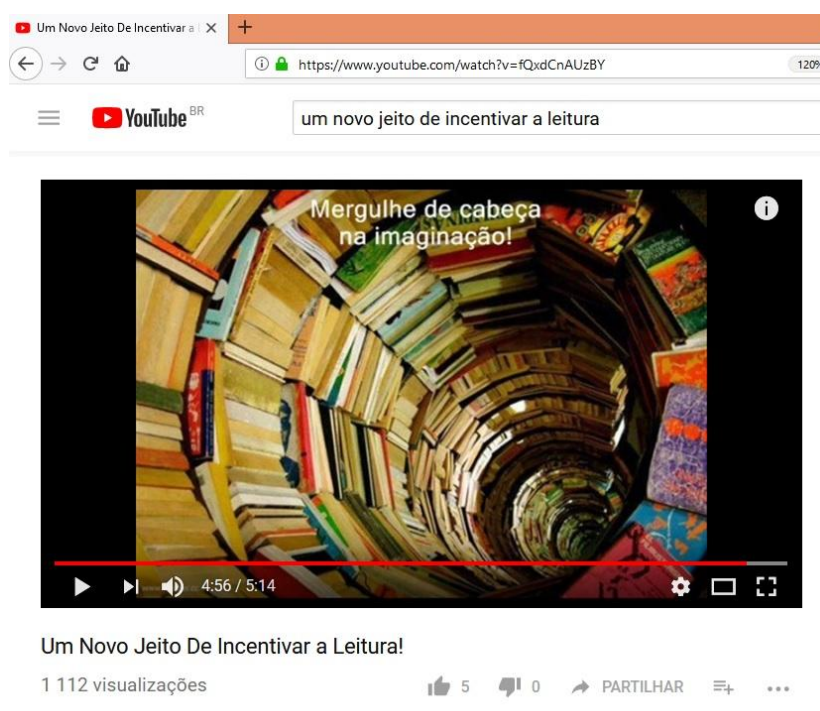 Um Novo Jeito De Incentivar a
https://www.youtube.com/watch?v=fQxdCnAUzBY
120%
YouTube BR
um novo jeito de incentivar a leitura
Mergulhe de cabeça
na imaginação!
4:56 / 5:14
Um Novo Jeito De Incentivar a Leitura!
1 112 visualizações
5
0
PARTILHAR